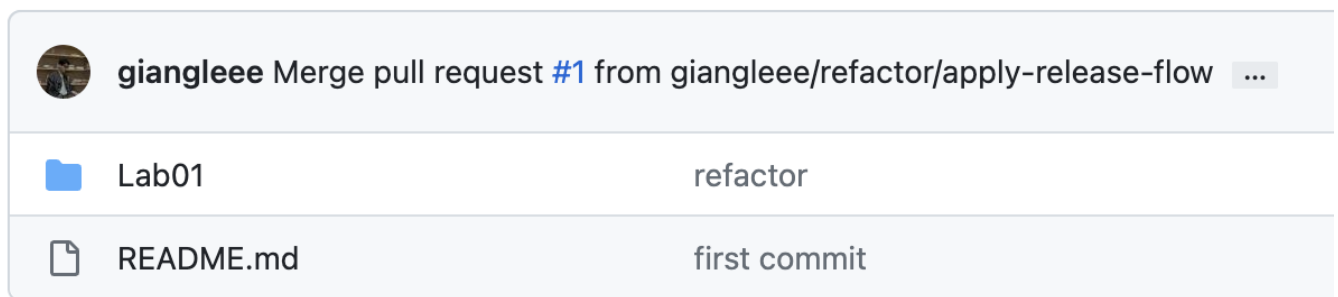 giangleee Merge pull request #1 from giangleee/refactor/apply-release-flow ...
Lab01 refactor
README.md first commit